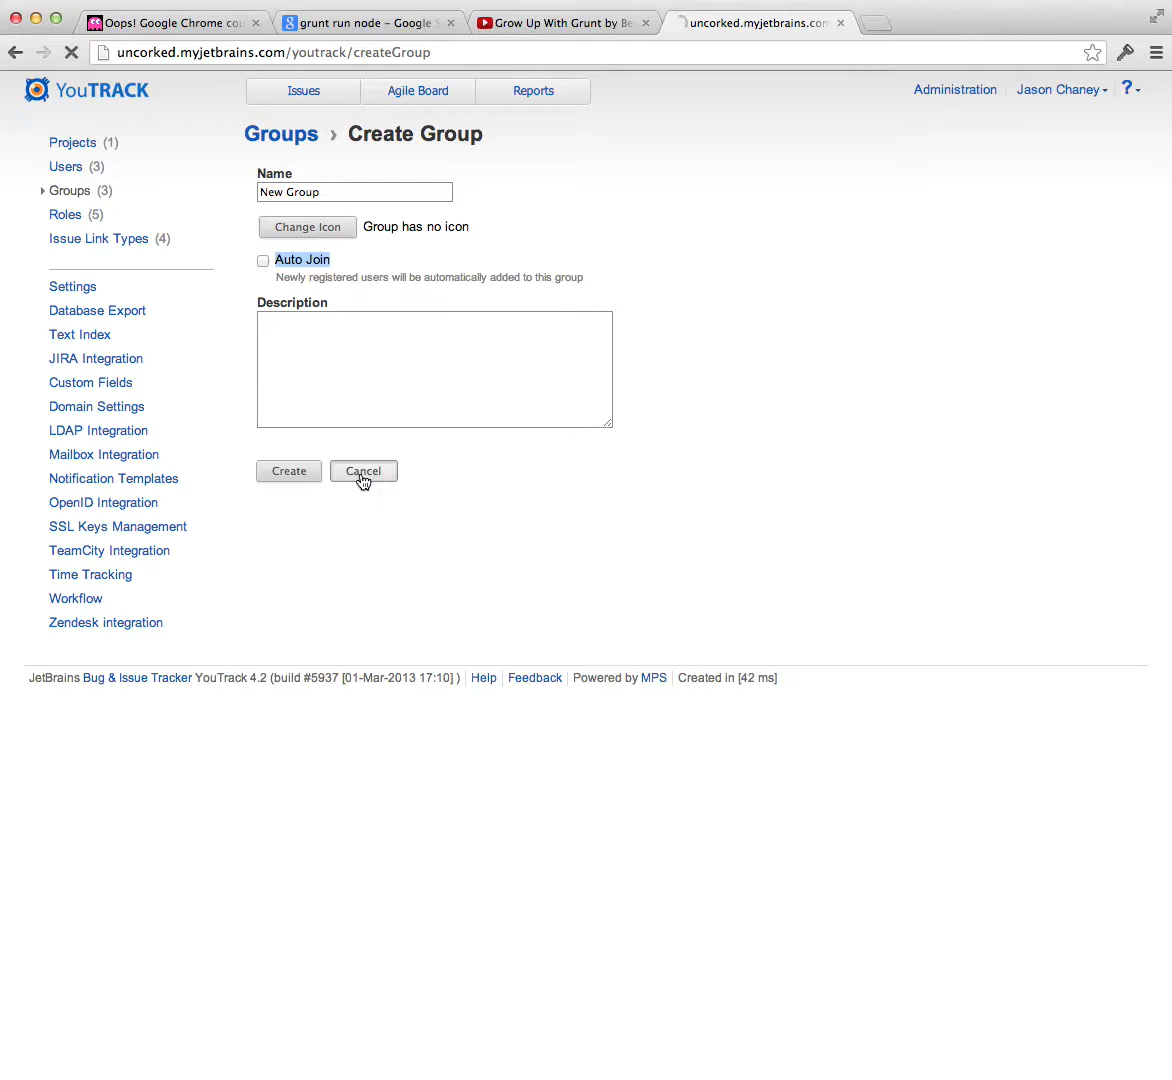 Oops! Google Chrome cou
grunt run node – Google S
Grow Up With Grunt by Be
uncorked.myjetbrains.com
uncorked.myjetbrains.com/youtrack/createGroup
YouTRACK
Issues
Agile Board
Reports
Administration
Jason Chaney
?
Projects (1)
Users (3)
Groups (3)
Roles (5)
Issue Link Types (4)
Settings
Database Export
Text Index
JIRA Integration
Custom Fields
Domain Settings
LDAP Integration
Mailbox Integration
Notification Templates
OpenID Integration
SSL Keys Management
TeamCity Integration
Time Tracking
Workflow
Zendesk integration
Groups › Create Group
Name
New Group
Change Icon Group has no icon
Auto Join
Newly registered users will be automatically added to this group
Description
Create Cancel
JetBrains Bug & Issue Tracker YouTrack 4.2 (build #5937 [01-Mar-2013 17:10] ) Help Feedback Powered by MPS Created in [42 ms]